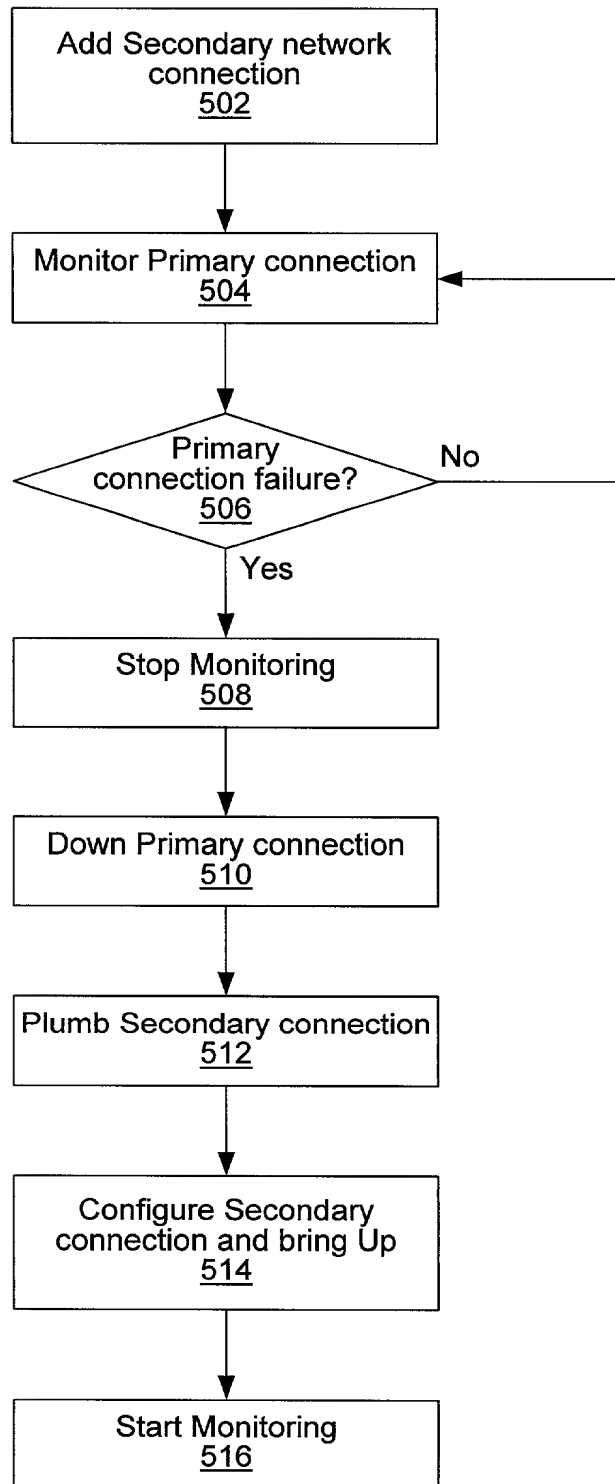 Add Secondary network
connection
502
Monitor Primary connection
504
Primary
connection failure?
506
No
Yes
Stop Monitoring
508
Down Primary connection
510
Plumb Secondary connection
512
Configure Secondary
connection and bring Up
514
Start Monitoring
516